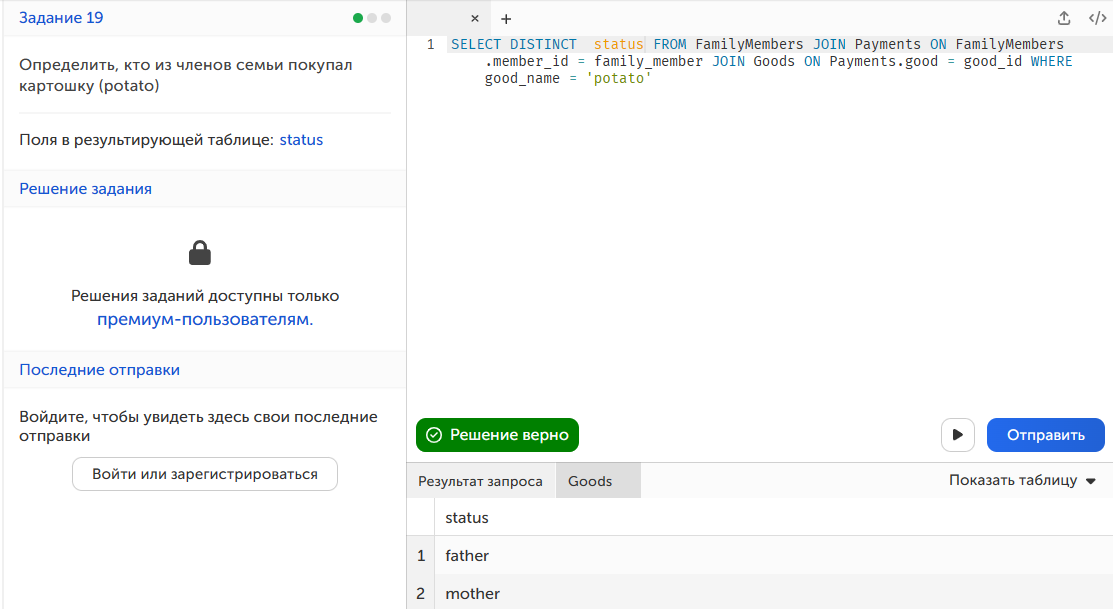 Задание 19
Определить, кто из членов семьи покупал
картошку (potato)
Поля в результирующей таблице: status
Решение задания
Решения заданий доступны только
премиум-пользователям.
Последние отправки
Войдите, чтобы увидеть здесь свои последние
отправки
Войти или зарегистрироваться
× +
1 SELECT DISTINCT  status FROM FamilyMembers JOIN Payments ON FamilyMembers
.member_id = family_member JOIN Goods ON Payments.good = good_id WHERE
good_name = 'potato'
Решение верно
Отправить
Результат запроса Goods Показать таблицу
status
1 father
2 mother